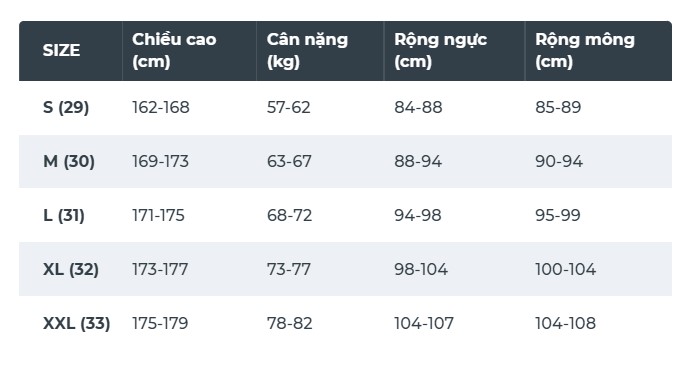 SIZE Chiều cao (cm) Cân nặng (kg) Rộng ngực (cm) Rộng mông (cm)
S (29) 162-168 57-62 84-88 85-89
M (30) 169-173 63-67 88-94 90-94
L (31) 171-175 68-72 94-98 95-99
XL (32) 173-177 73-77 98-104 100-104
XXL (33) 175-179 78-82 104-107 104-108